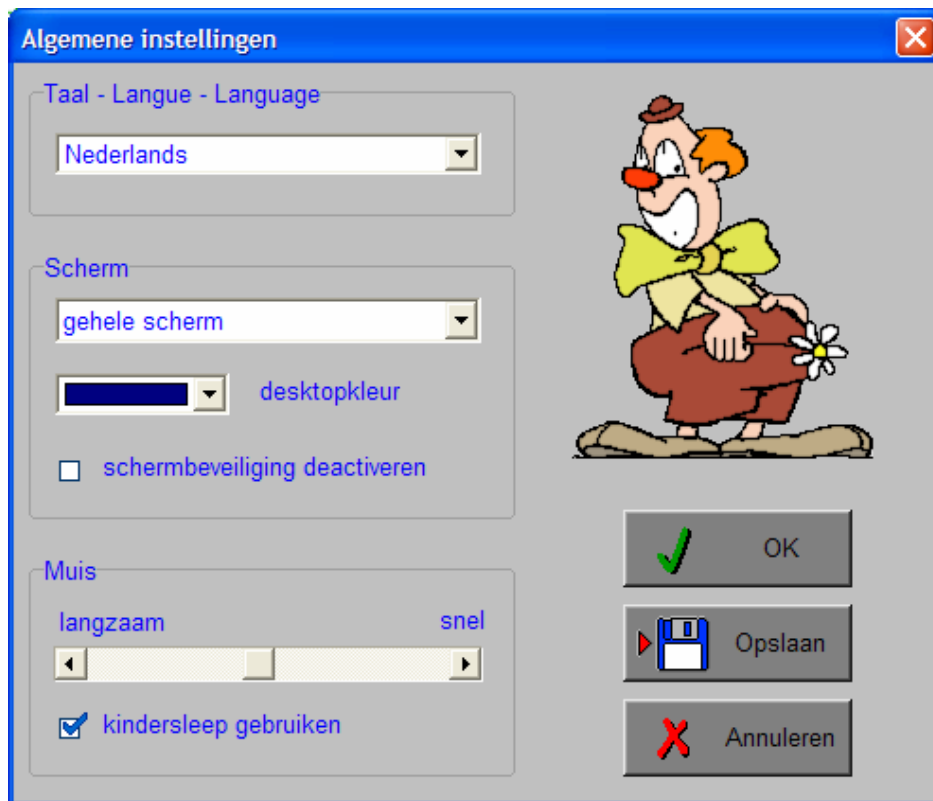 Algemene instellingen
Taal - Langue - Language
Nederlands
Scherm
gehele scherm
desktopkleur
schermbeveiliging deactiveren
Muis
langzaam snel
kindersleep gebruiken
OK
Opslaan
Annuleren